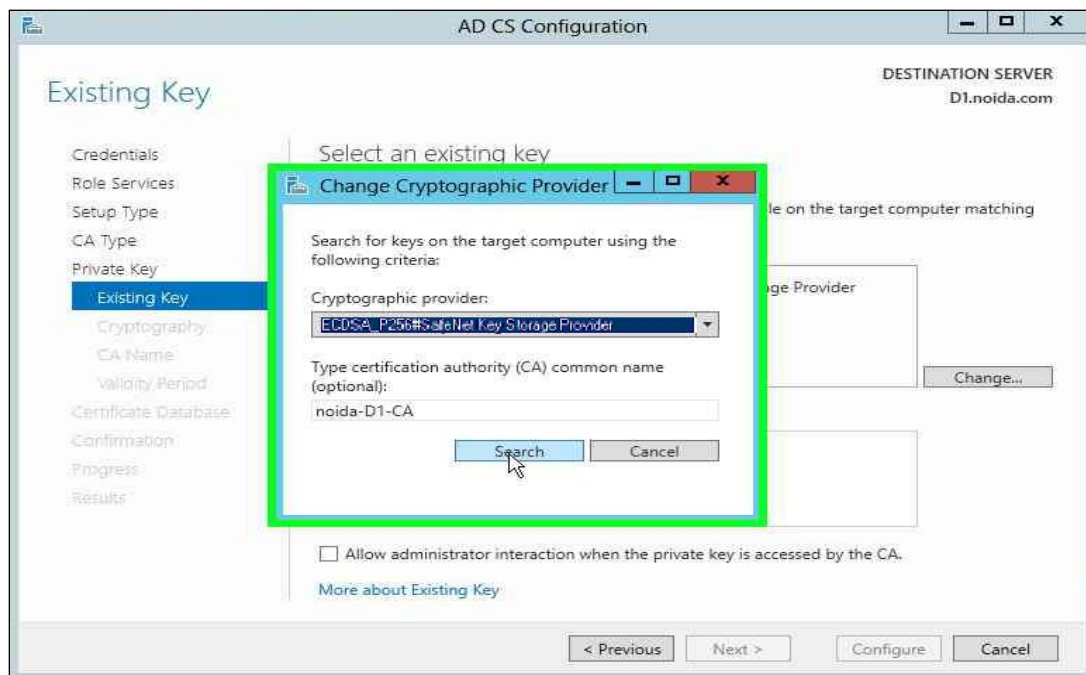 AD CS Configuration
Existing Key
DESTINATION SERVER
D1.noida.com
Credentials
Role Services
Setup Type
CA Type
Private Key
Existing Key
Cryptography
CA Name
Validity Period
Certificate Database
Confirmation
Progress
Results
Select an existing key
le on the target computer matching
ge Provider
Change...
Change Cryptographic Provider
Search for keys on the target computer using the
following criteria:
Cryptographic provider:
ECDSA_P256#SafeNet Key Storage Provider
Type certification authority (CA) common name
(optional):
noida-D1-CA
Search
Cancel
Allow administrator interaction when the private key is accessed by the CA.
More about Existing Key
< Previous
Next >
Configure
Cancel